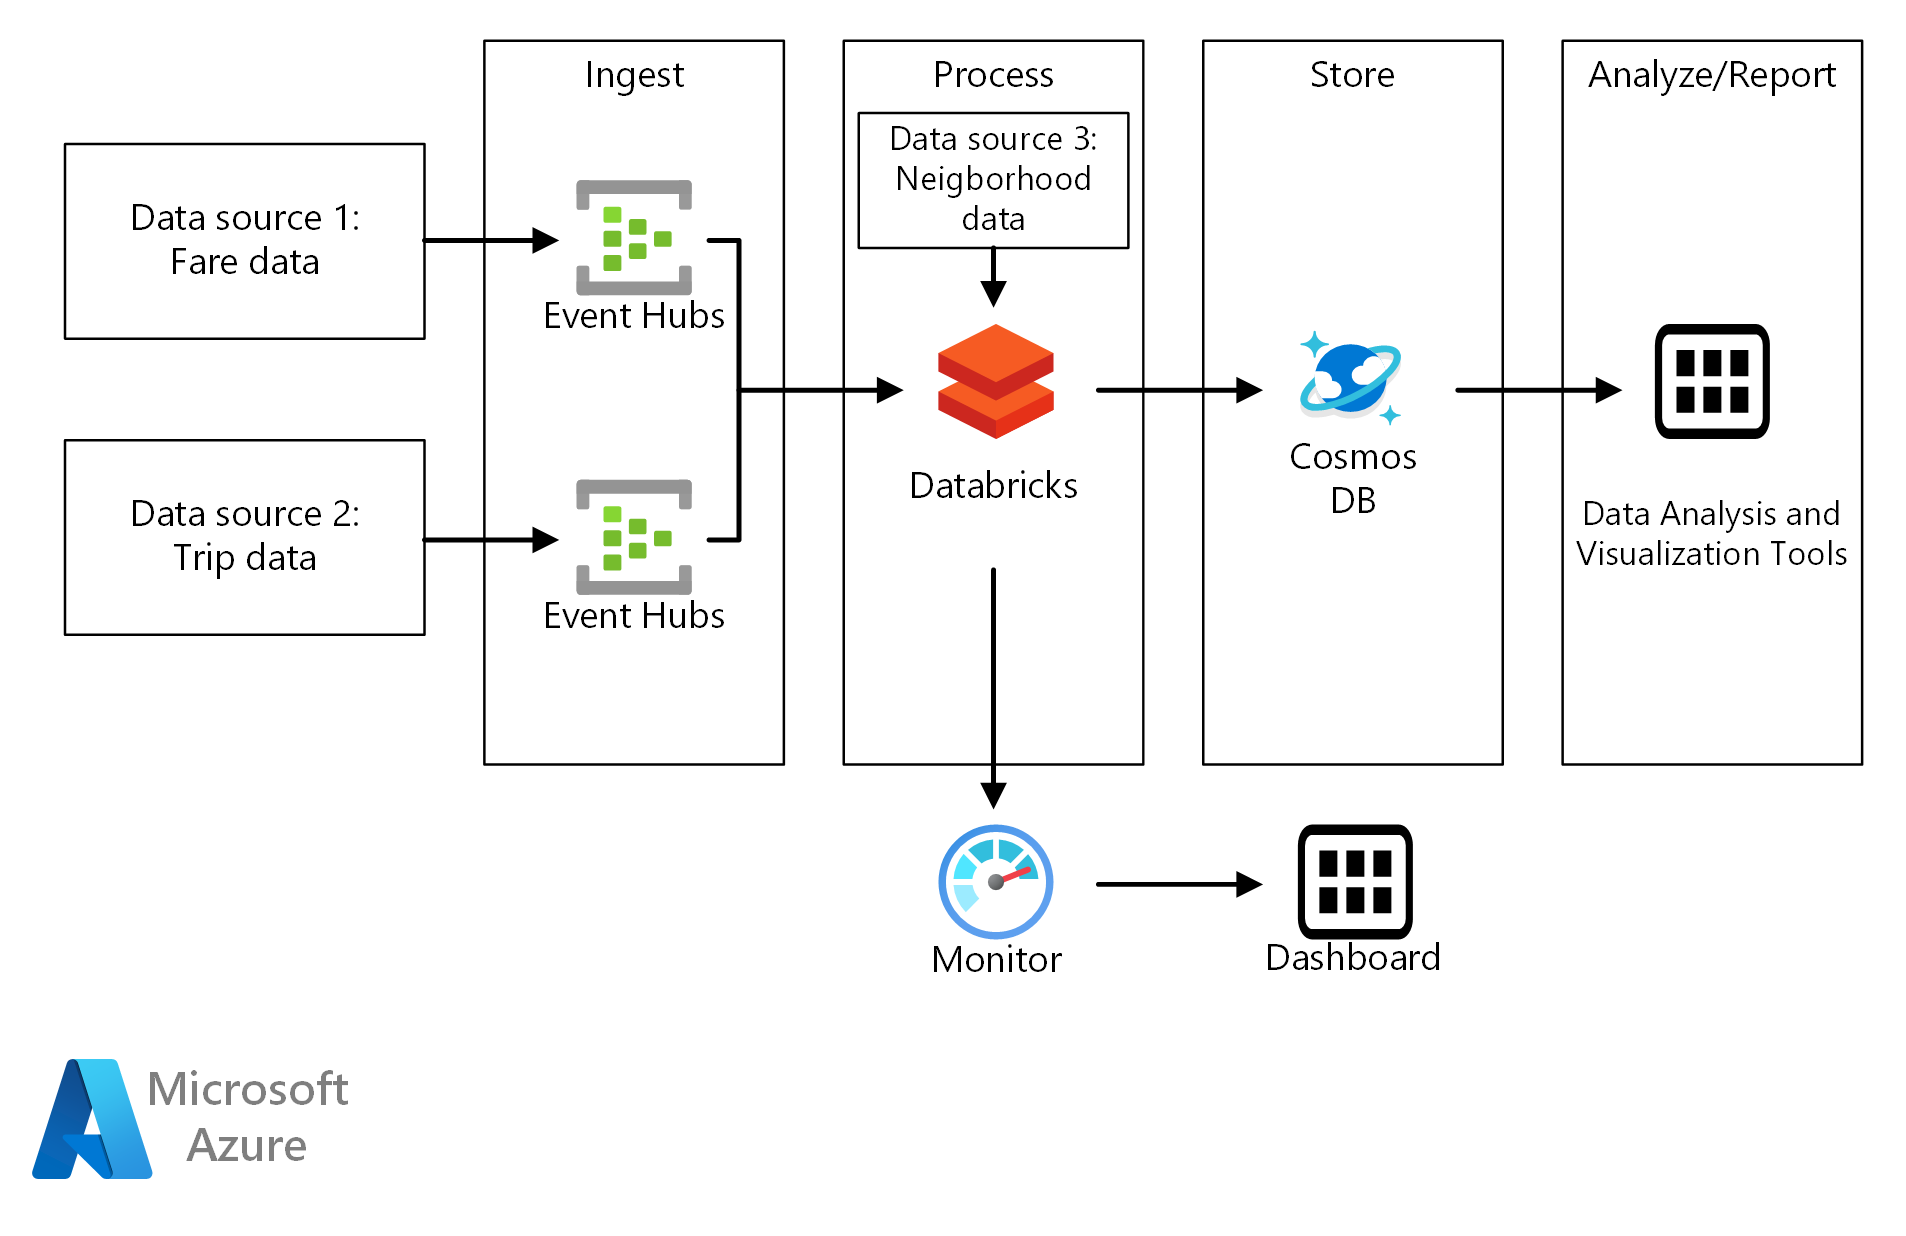 Ingest
Process
Store
Analyze/Report
Data source 1:
Fare data
Event Hubs
Data source 2:
Trip data
Event Hubs
Data source 3:
Neigborhood
data
Databricks
Cosmos
DB
Data Analysis and
Visualization Tools
Monitor
Dashboard
Microsoft
Azure